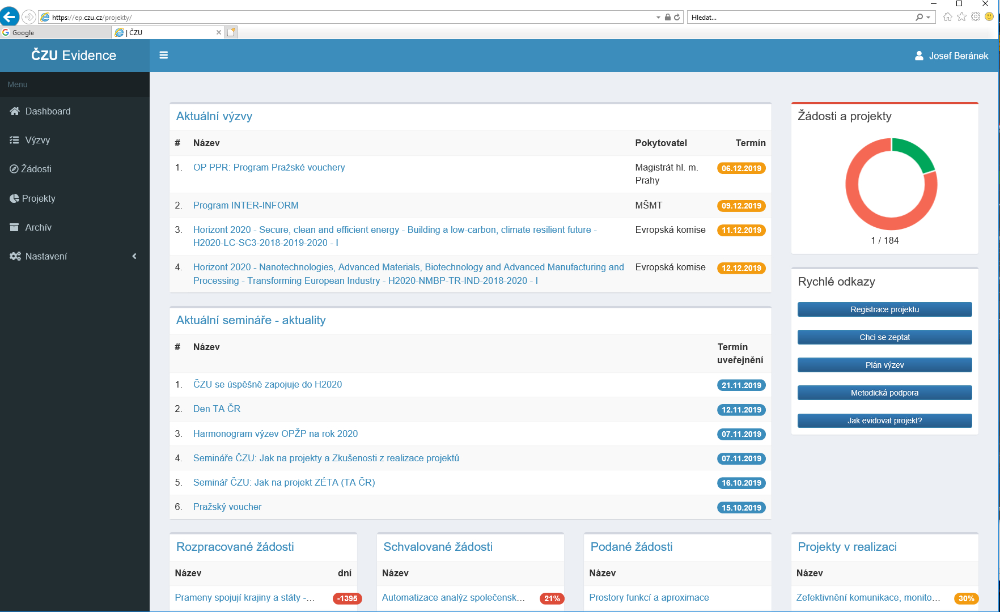 https://ep.czu.cz/projekty/
Hledat...
Google
| ČZU
ČZU Evidence
Josef Beránek
Menu
Dashboard
Výzvy
Žádosti
Projekty
Archív
Nastavení
Aktuální výzvy
# Název Pokytovatel Termín
1. OP PPR: Program Pražské vouchery Magistrát hl. m. Prahy 06.12.2019
2. Program INTER-INFORM MŠMT 09.12.2019
3. Horizont 2020 - Secure, clean and efficient energy - Building a low-carbon, climate resilient future - Evropská komise 11.12.2019
H2020-LC-SC3-2018-2019-2020 - I
4. Horizont 2020 - Nanotechnologies, Advanced Materials, Biotechnology and Advanced Manufacturing and Evropská komise 12.12.2019
Processing - Transforming European Industry - H2020-NMBP-TR-IND-2018-2020 - I
Žádosti a projekty
1 / 184
Rychlé odkazy
Registrace projektu
Chci se zeptat
Plán výzev
Metodická podpora
Jak evidovat projekt?
Aktuální semináře - aktuality
# Název Termín uveřejnění
1. ČZU se úspěšně zapojuje do H2020 21.11.2019
2. Den TA ČR 12.11.2019
3. Harmonogram výzev OPŽP na rok 2020 07.11.2019
4. Semináře ČZU: Jak na projekty a Zkušenosti z realizace projektů 07.11.2019
5. Seminář ČZU: Jak na projekt ZÉTA (TA ČR) 16.10.2019
6. Pražský voucher 15.10.2019
Rozpracované žádosti
Název dní
Prameny spojují krajiny a státy -... -1395
Schvalované žádosti
Název
Automatizace analýz společensk... 21%
Podané žádosti
Název
Prostory funkcí a aproximace
Projekty v realizaci
Název
Zefektivnění komunikace, monito... 30%